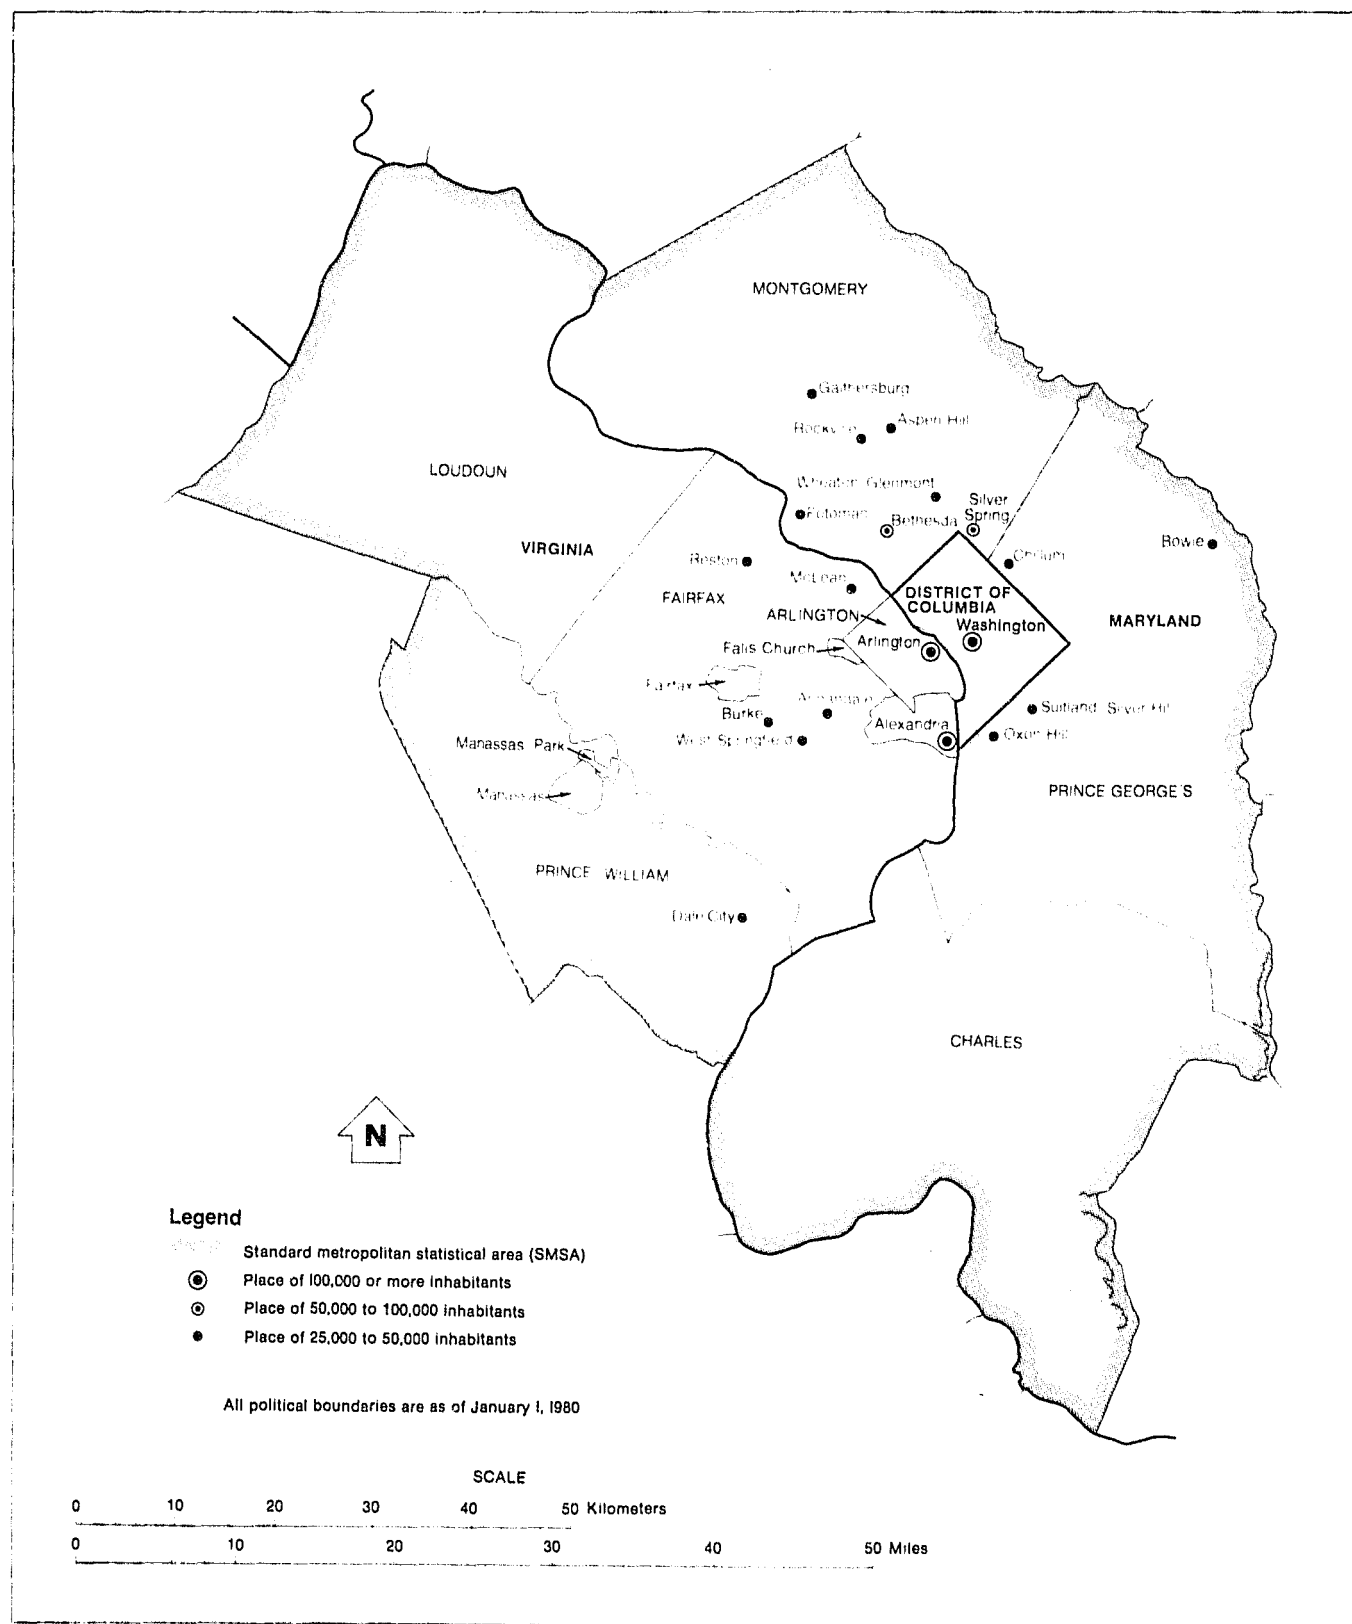 MONTGOMERY
Gaithersburg
Aspen Hill
Rockville
LOUDOUN
Wheaton Glenmont
Silver
Spring
Potomac
Bethesda
VIRGINIA
Bowie
Reston
Chillum
McLean
FAIRFAX
DISTRICT OF
COLUMBIA
ARLINGTON
MARYLAND
Washington
Arlington
Falls Church
Fairfax
Annandale
Burke
Suitland Silver Hill
Alexandria
Oxon Hill
West Springfield
Manassas Park
Manassas
PRINCE GEORGE'S
PRINCE WILLIAM
Dale City
CHARLES
N
Legend
Standard metropolitan statistical area (SMSA)
Place of 100,000 or more inhabitants
Place of 50,000 to 100,000 inhabitants
Place of 25,000 to 50,000 inhabitants
All political boundaries are as of January 1, 1980
SCALE
0 10 20 30 40 50 Kilometers
0 10 20 30 40 50 Miles